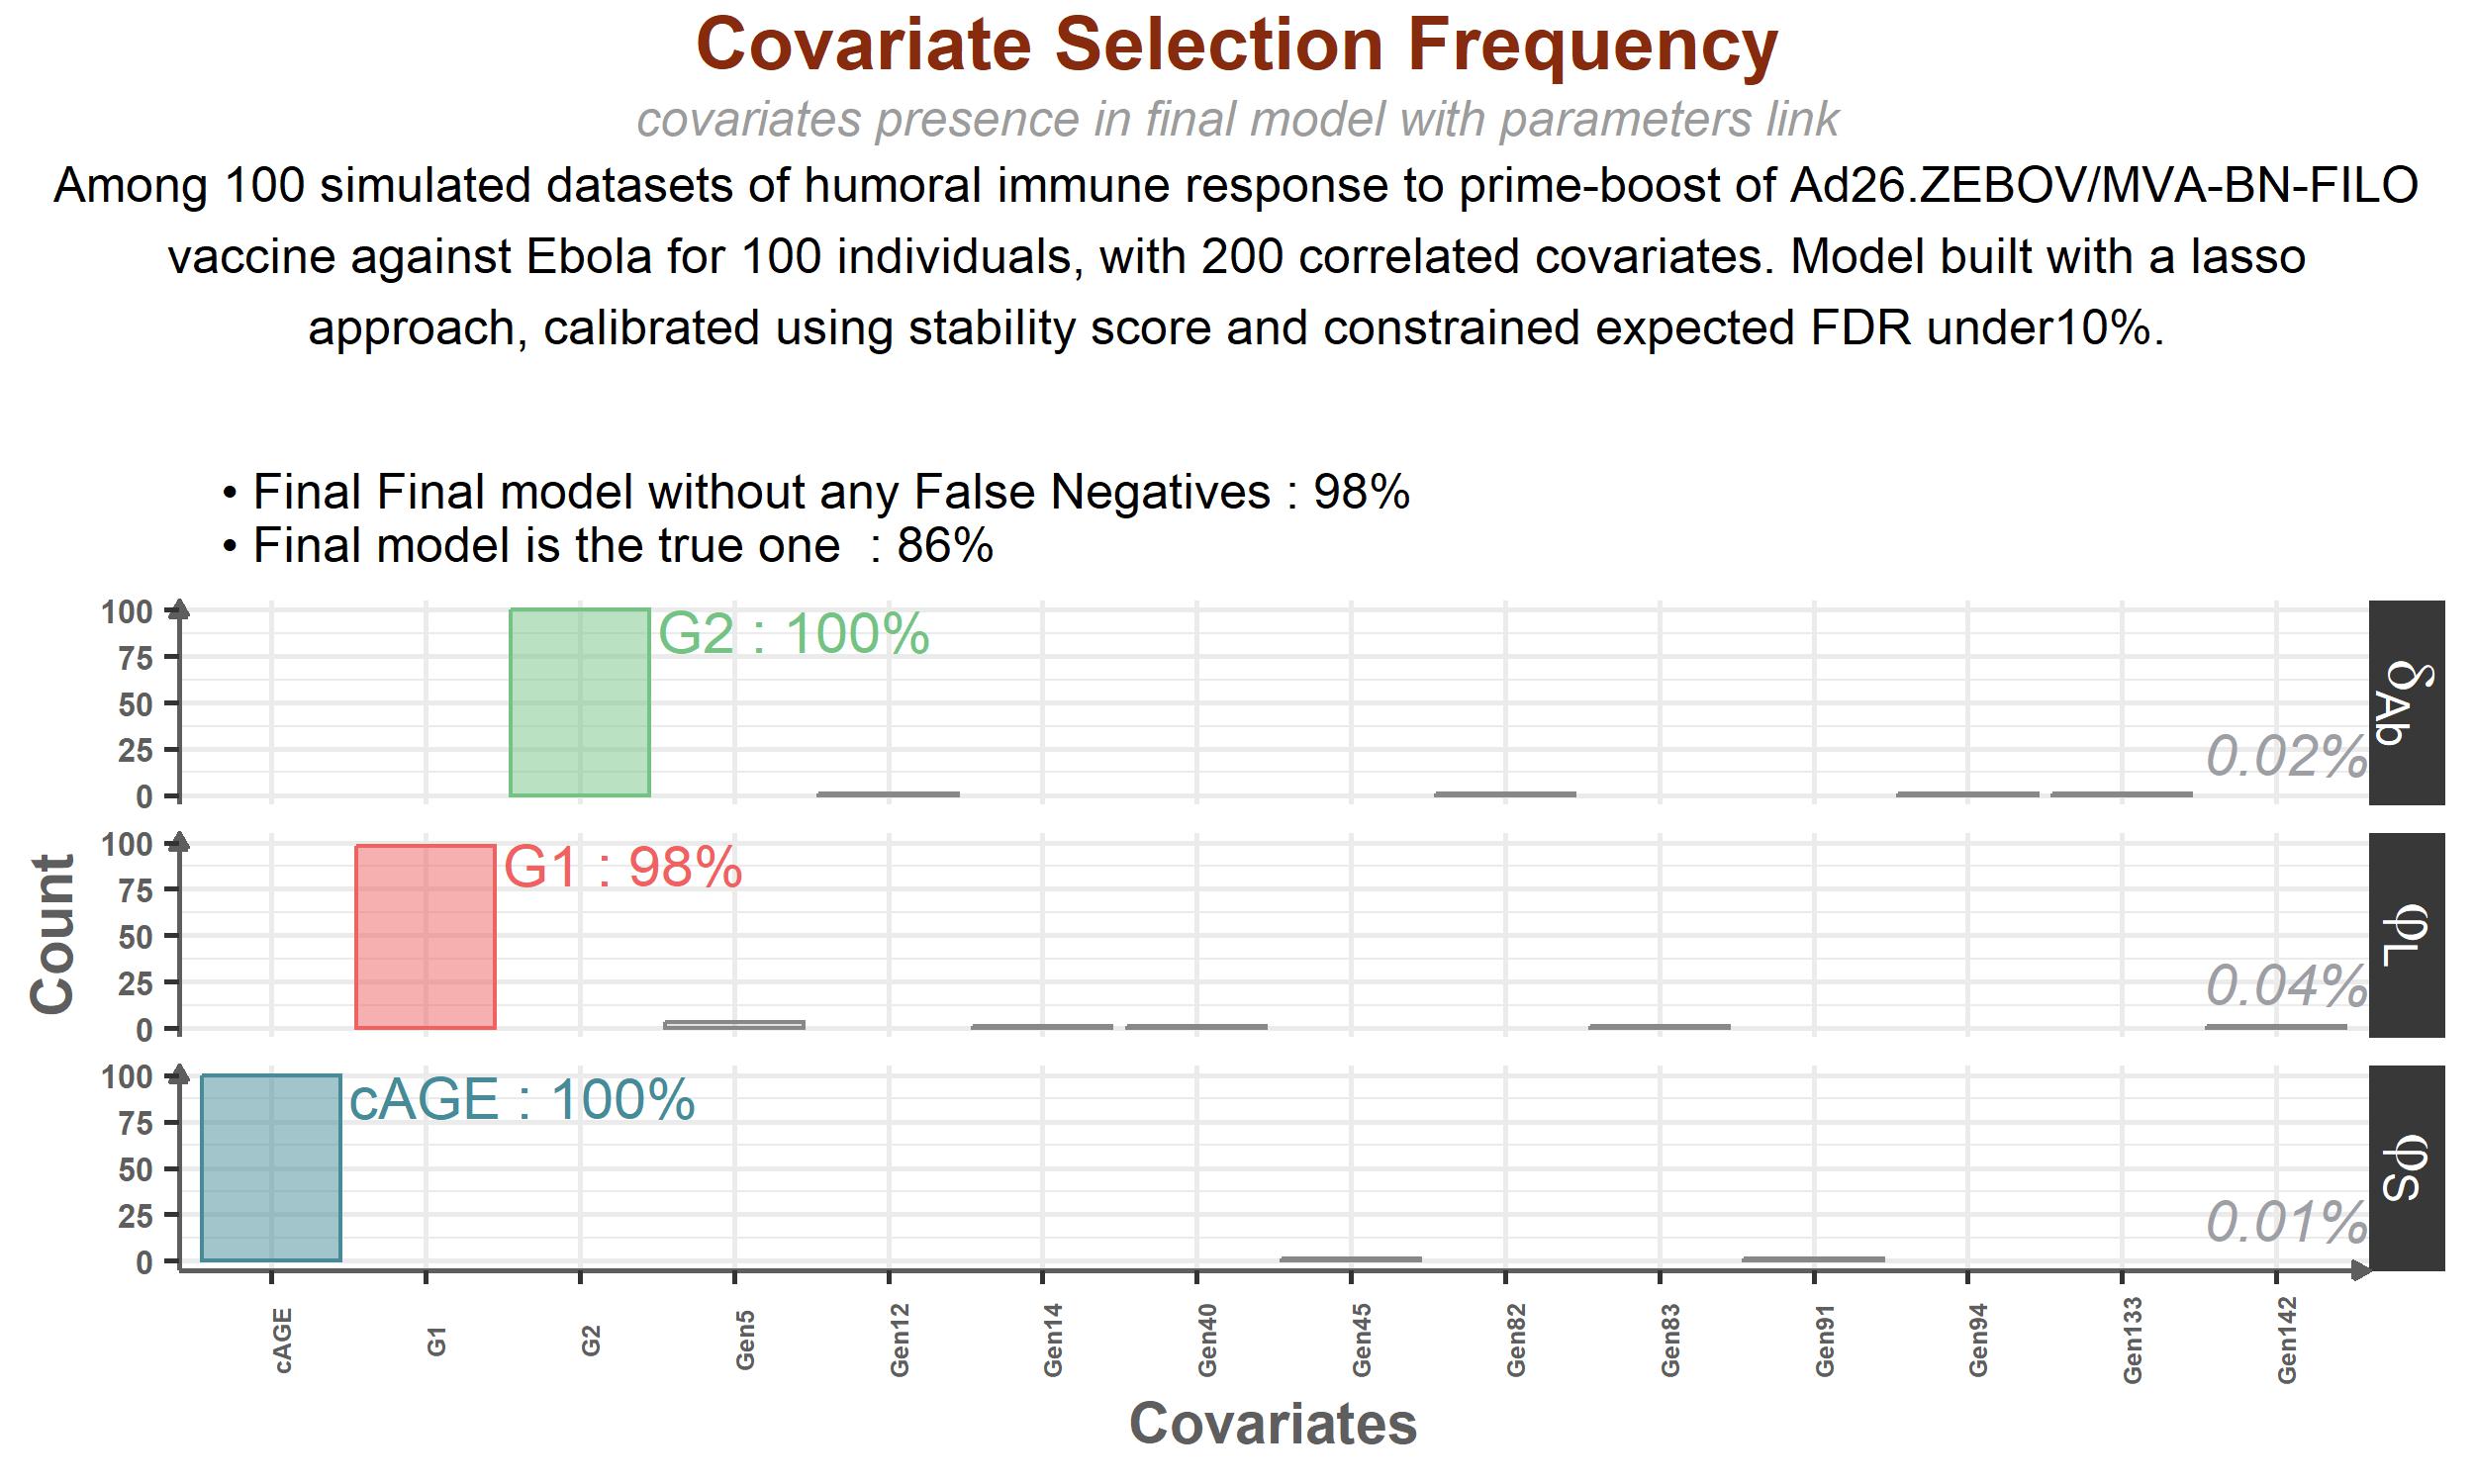 Covariate Selection Frequency
covariates presence in final model with parameters link
Among 100 simulated datasets of humoral immune response to prime-boost of Ad26.ZEBOV/MVA-BN-FILO
vaccine against Ebola for 100 individuals, with 200 correlated covariates. Model built with a lasso
approach, calibrated using stability score and constrained expected FDR under10%.
• Final Final model without any False Negatives : 98%
• Final model is the true one  : 86%
Count
100
75
50
25
0
G2 : 100%
0.02%
δAb
100
75
50
25
0
G1 : 98%
0.04%
φL
100
75
50
25
0
cAGE : 100%
0.01%
φS
cAGE
G1
G2
Gen5
Gen12
Gen14
Gen40
Gen45
Gen82
Gen83
Gen91
Gen94
Gen133
Gen142
Covariates